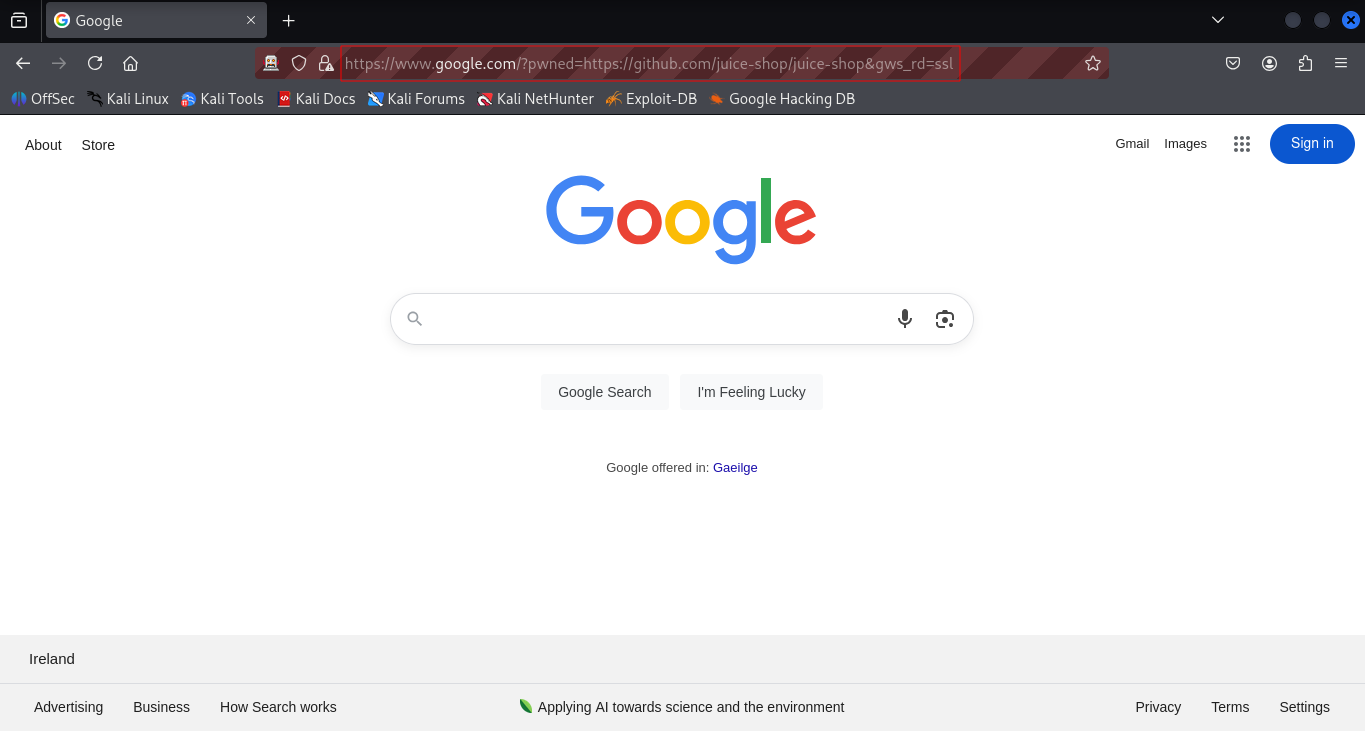 Google
https://www.google.com/?pwned=https://github.com/juice-shop/juice-shop&gws_rd=ssl
OffSec Kali Linux Kali Tools Kali Docs Kali Forums Kali NetHunter Exploit-DB Google Hacking DB
About Store Gmail Images Sign in
Google
Google Search I'm Feeling Lucky
Google offered in: Gaeilge
Ireland
Advertising Business How Search works Applying AI towards science and the environment Privacy Terms Settings